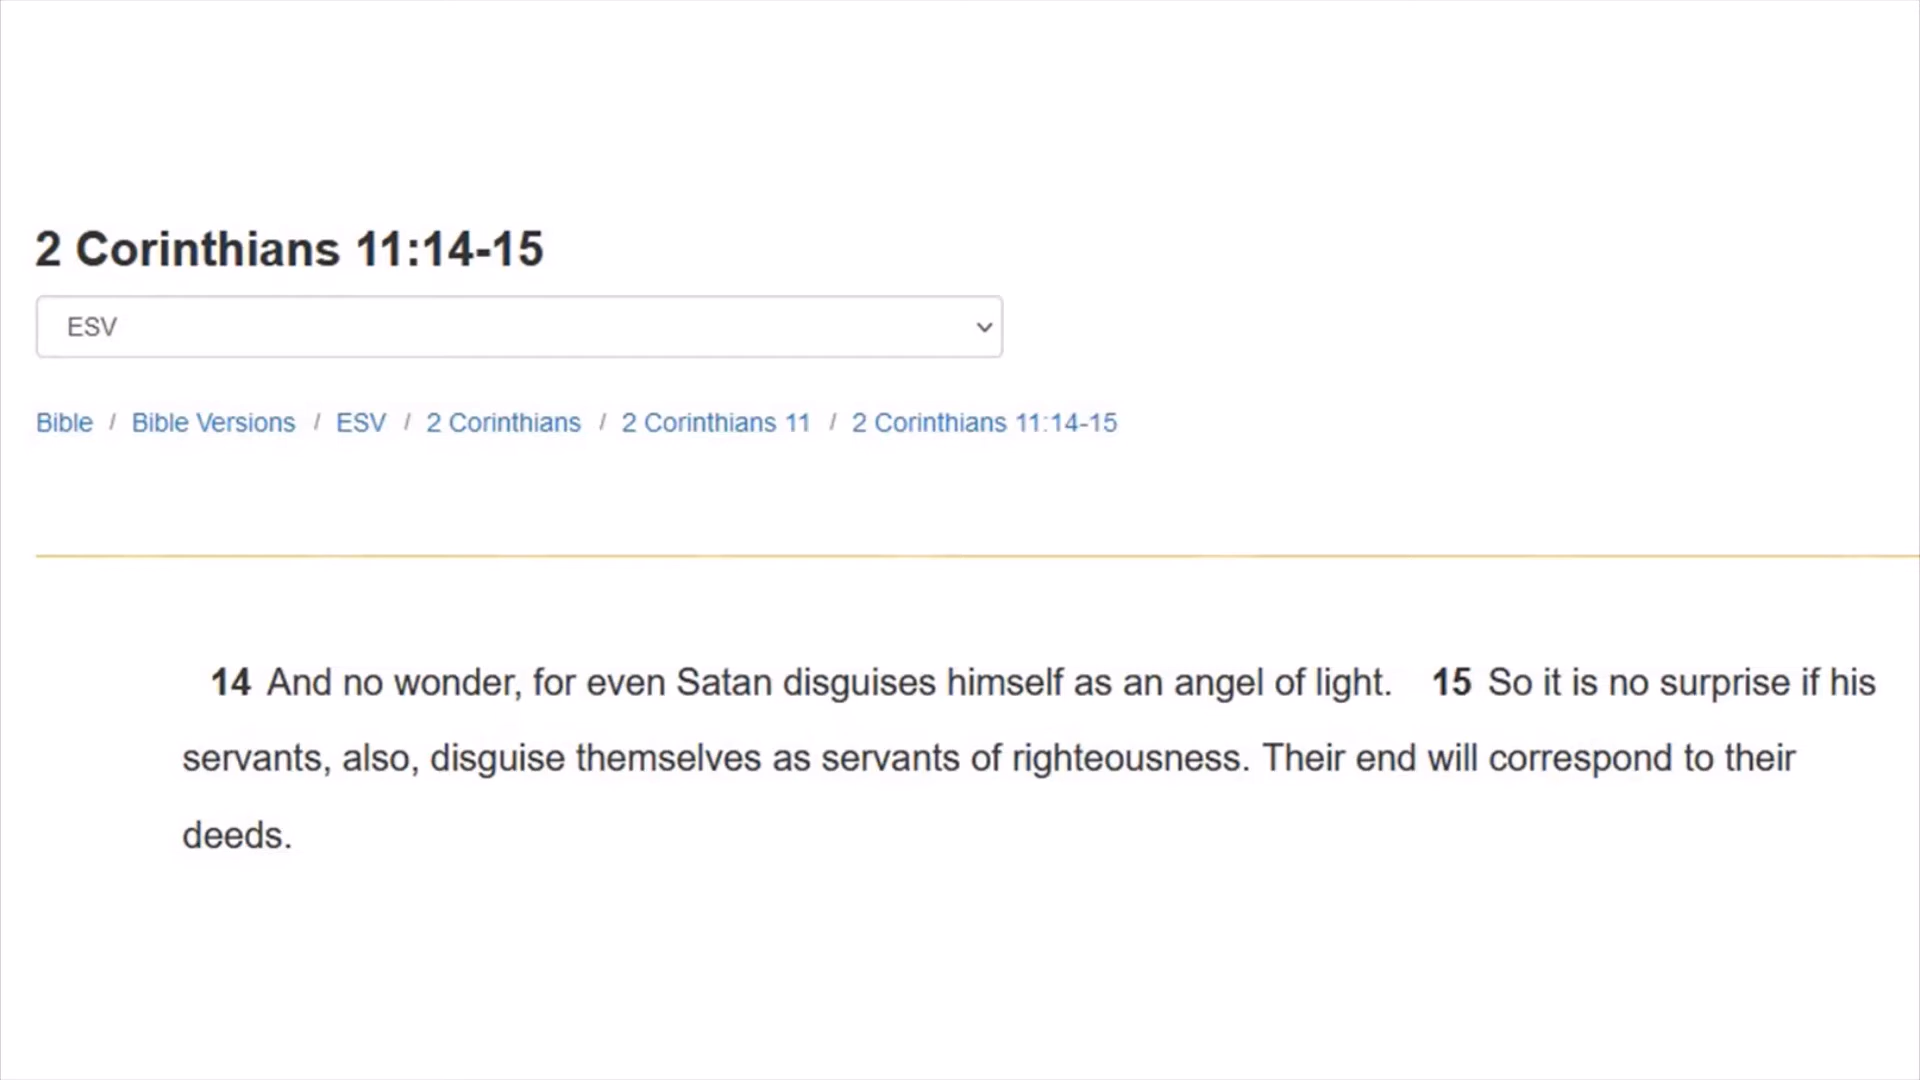 2 Corinthians 11:14-15
ESV
Bible / Bible Versions / ESV / 2 Corinthians / 2 Corinthians 11 / 2 Corinthians 11:14-15
14 And no wonder, for even Satan disguises himself as an angel of light. 15 So it is no surprise if his
servants, also, disguise themselves as servants of righteousness. Their end will correspond to their
deeds.